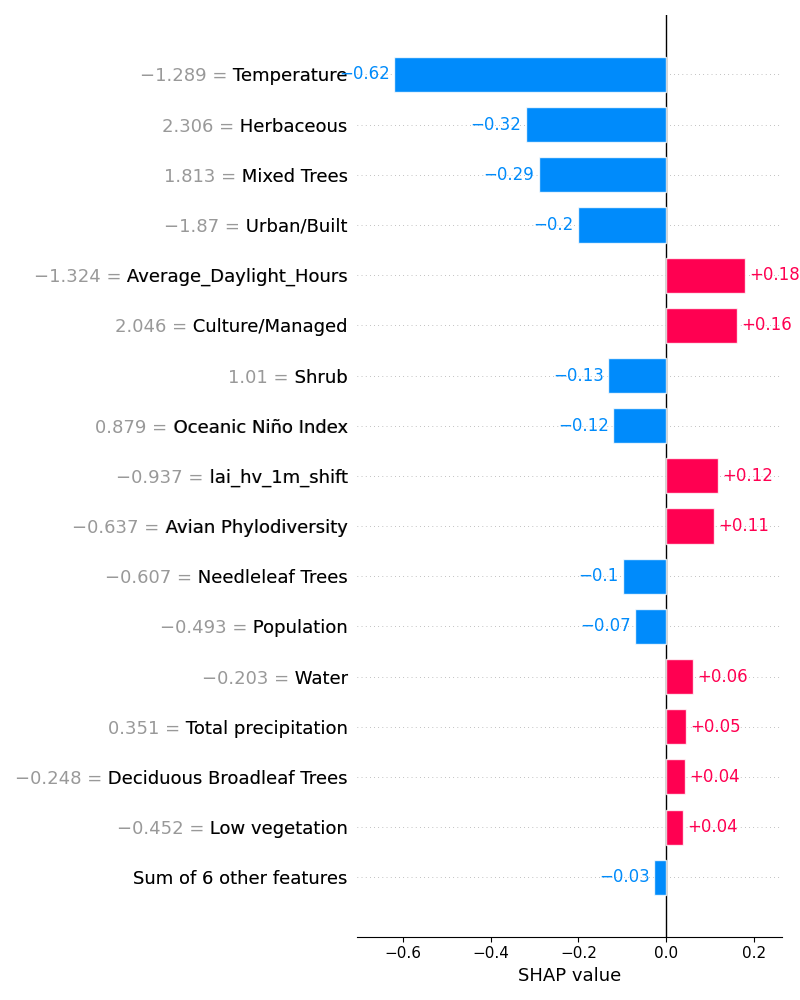 −1.289 = Temperature −0.62
2.306 = Herbaceous −0.32
1.813 = Mixed Trees −0.29
−1.87 = Urban/Built −0.2
−1.324 = Average_Daylight_Hours +0.18
2.046 = Culture/Managed +0.16
1.01 = Shrub −0.13
0.879 = Oceanic Niño Index −0.12
−0.937 = lai_hv_1m_shift +0.12
−0.637 = Avian Phylodiversity +0.11
−0.607 = Needleleaf Trees −0.1
−0.493 = Population −0.07
−0.203 = Water +0.06
0.351 = Total precipitation +0.05
−0.248 = Deciduous Broadleaf Trees +0.04
−0.452 = Low vegetation +0.04
Sum of 6 other features −0.03
−0.6 −0.4 −0.2 0.0 0.2
SHAP value